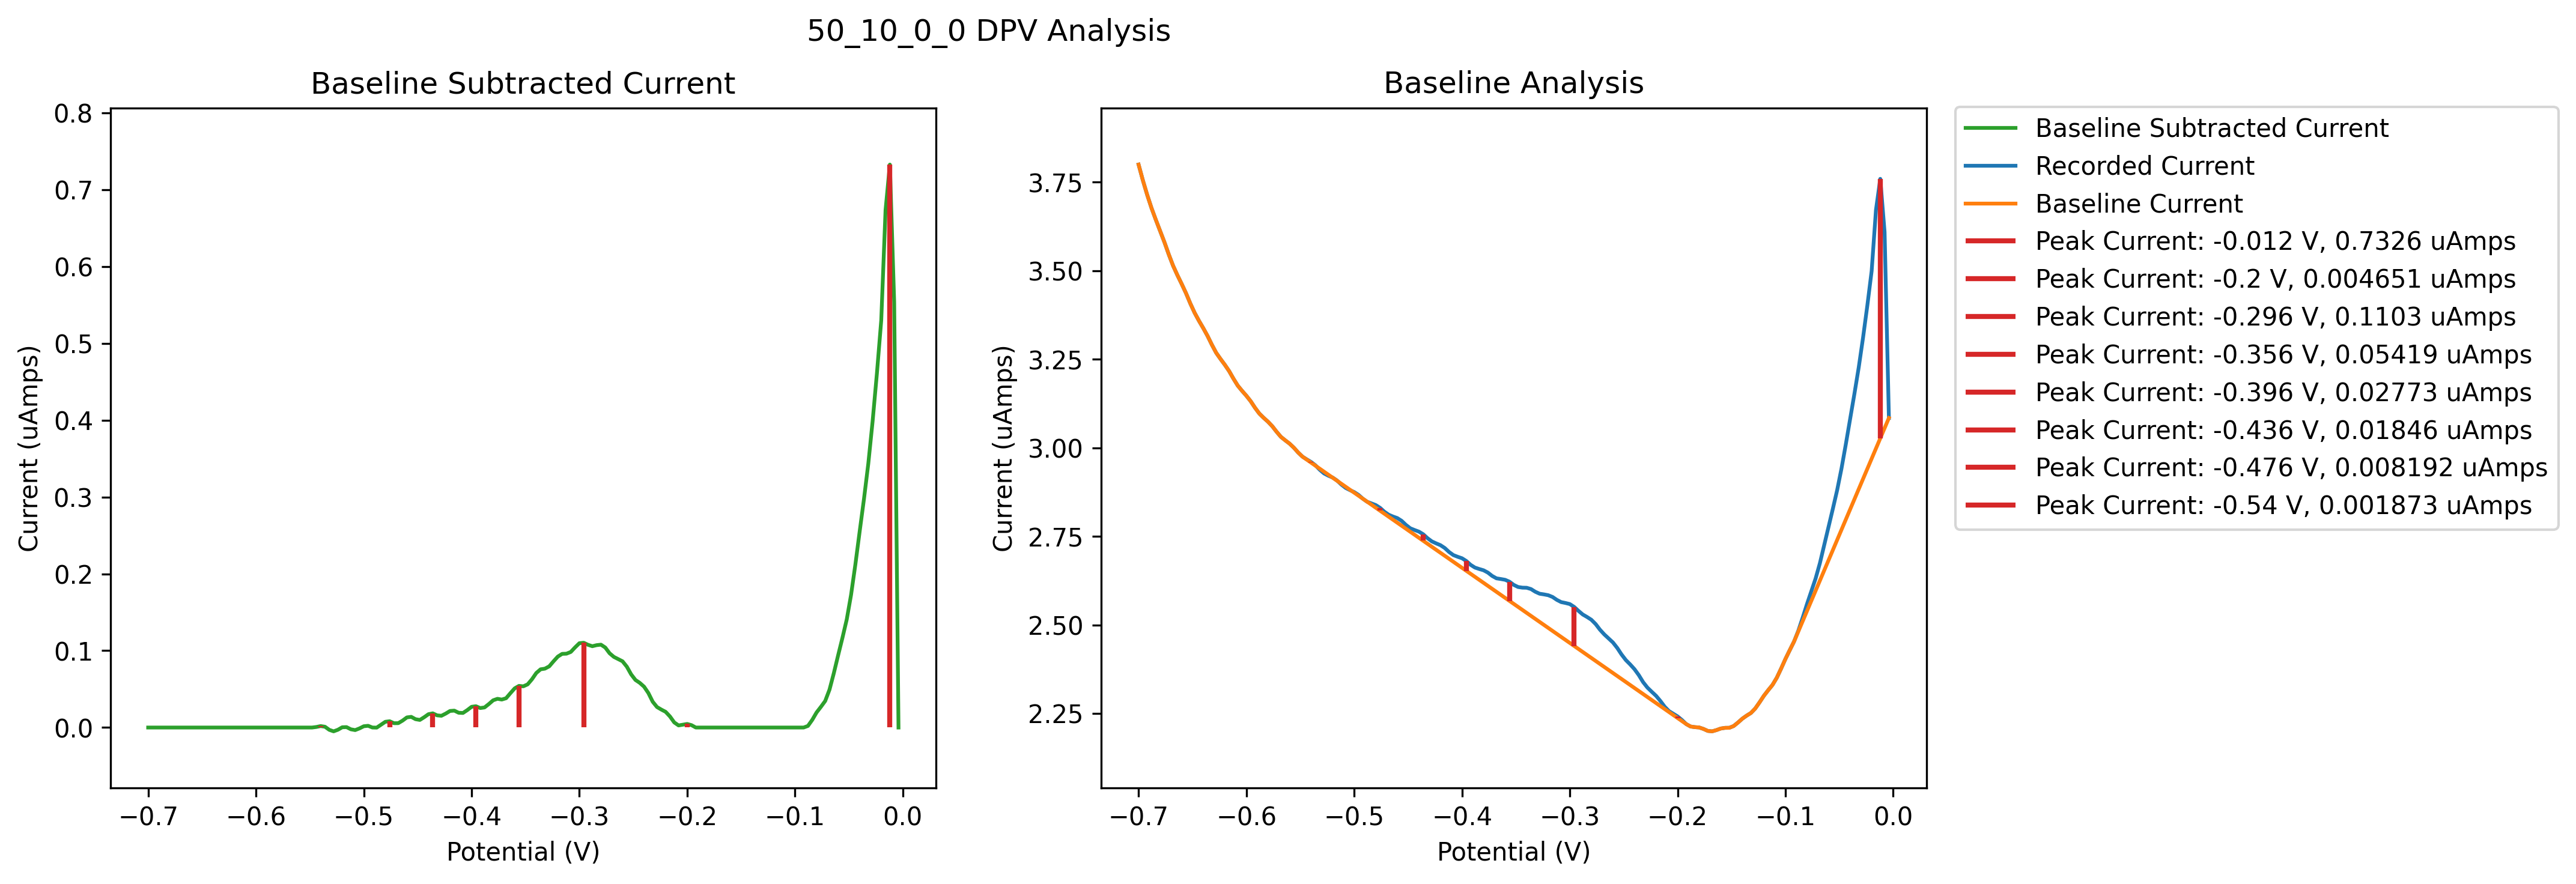 50_10_0_0 DPV Analysis
Baseline Subtracted Current
0.8
0.7
0.6
0.5
0.4
0.3
0.2
0.1
0.0
Current (uAmps)
−0.7 −0.6 −0.5 −0.4 −0.3 −0.2 −0.1 0.0
Potential (V)
Baseline Analysis
3.75
3.50
3.25
3.00
2.75
2.50
2.25
Current (uAmps)
−0.7 −0.6 −0.5 −0.4 −0.3 −0.2 −0.1 0.0
Potential (V)
Baseline Subtracted Current
Recorded Current
Baseline Current
Peak Current: -0.012 V, 0.7326 uAmps
Peak Current: -0.2 V, 0.004651 uAmps
Peak Current: -0.296 V, 0.1103 uAmps
Peak Current: -0.356 V, 0.05419 uAmps
Peak Current: -0.396 V, 0.02773 uAmps
Peak Current: -0.436 V, 0.01846 uAmps
Peak Current: -0.476 V, 0.008192 uAmps
Peak Current: -0.54 V, 0.001873 uAmps